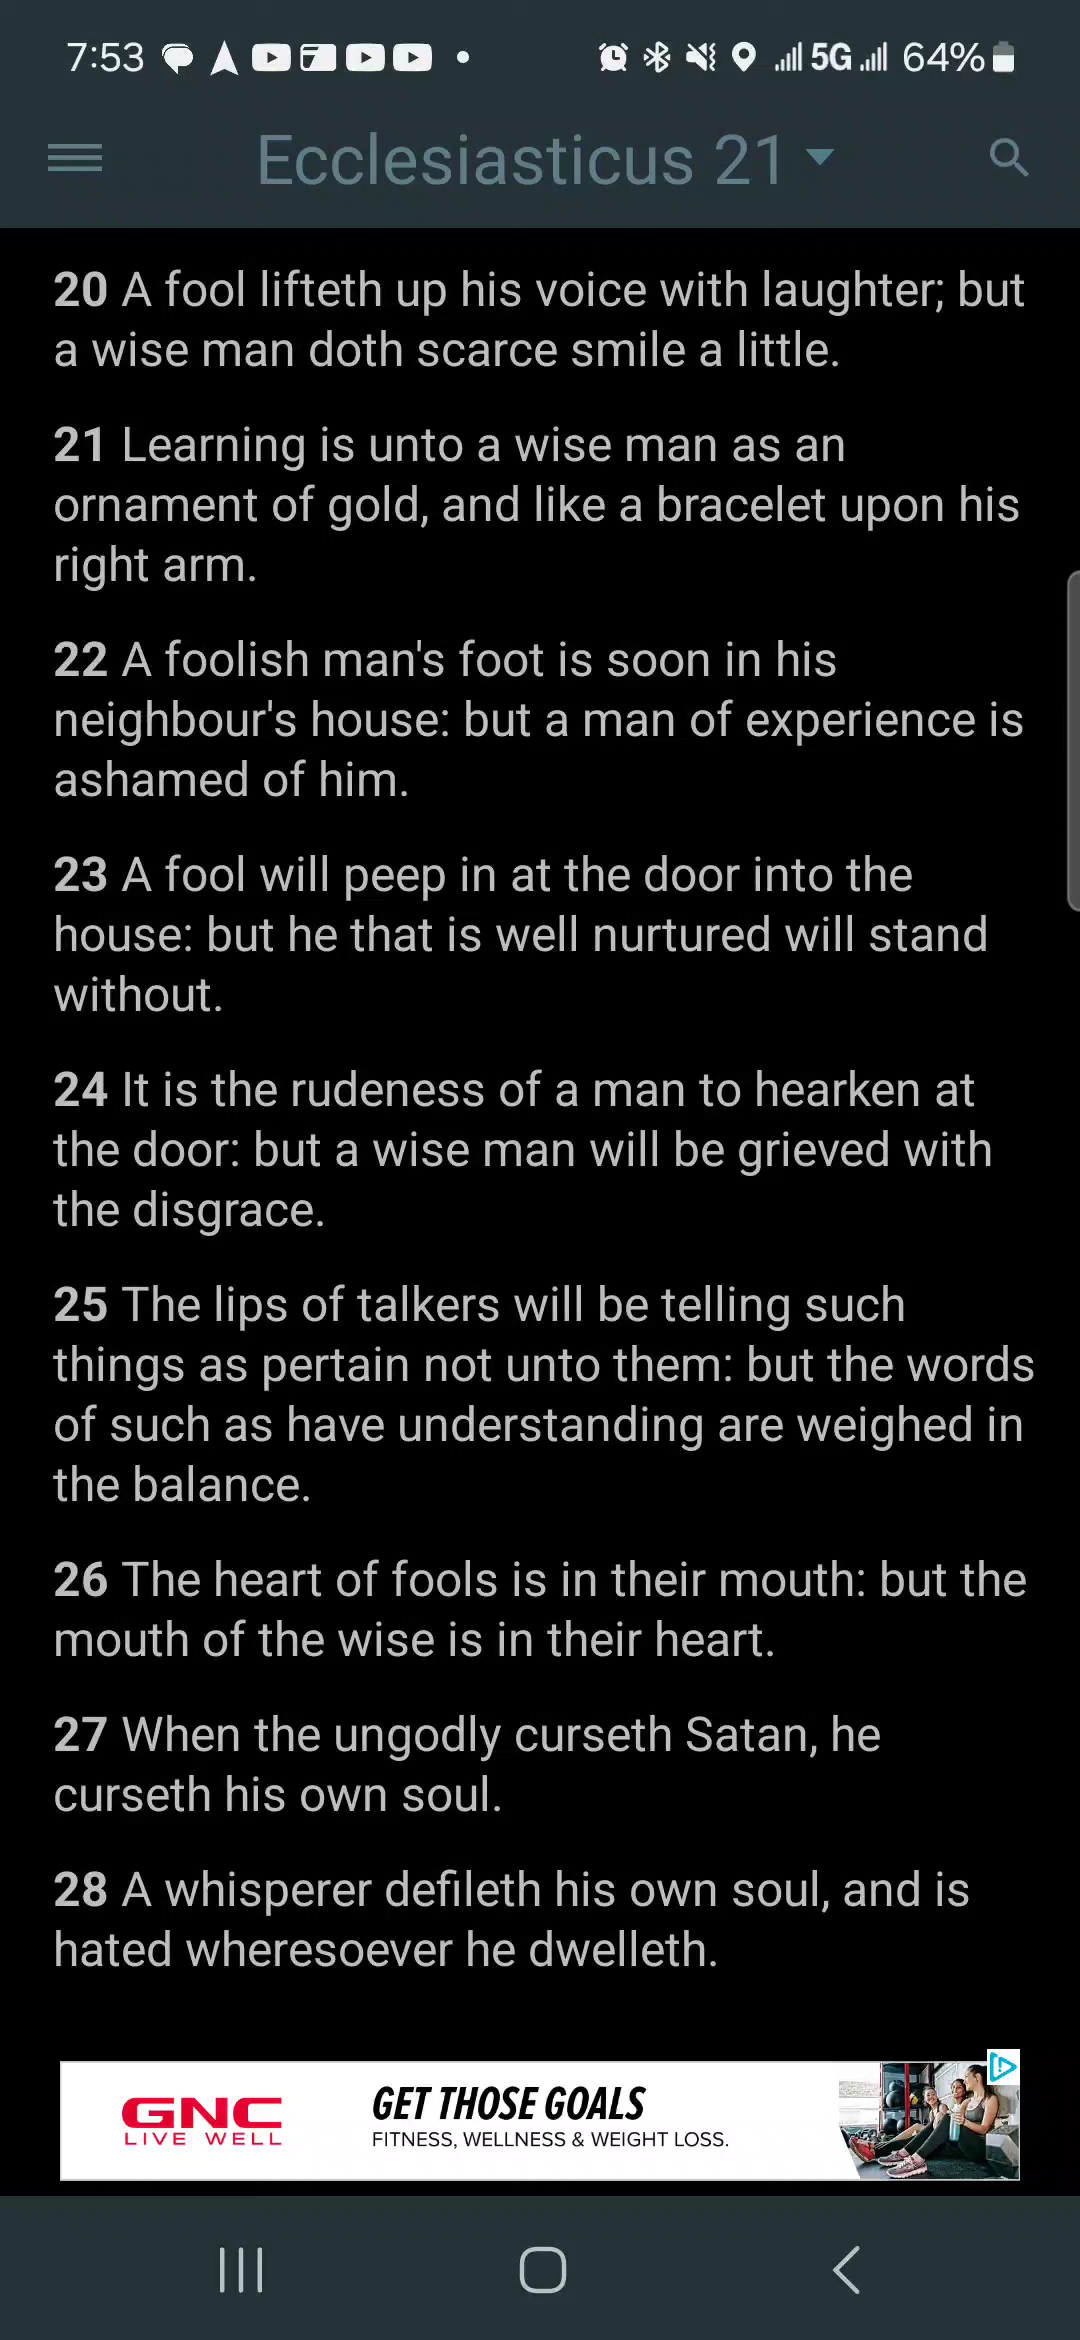 7:53 5G 64%
Ecclesiasticus 21
20 A fool lifteth up his voice with laughter; but
a wise man doth scarce smile a little.
21 Learning is unto a wise man as an
ornament of gold, and like a bracelet upon his
right arm.
22 A foolish man's foot is soon in his
neighbour's house: but a man of experience is
ashamed of him.
23 A fool will peep in at the door into the
house: but he that is well nurtured will stand
without.
24 It is the rudeness of a man to hearken at
the door: but a wise man will be grieved with
the disgrace.
25 The lips of talkers will be telling such
things as pertain not unto them: but the words
of such as have understanding are weighed in
the balance.
26 The heart of fools is in their mouth: but the
mouth of the wise is in their heart.
27 When the ungodly curseth Satan, he
curseth his own soul.
28 A whisperer defileth his own soul, and is
hated wheresoever he dwelleth.
GNC
LIVE WELL
GET THOSE GOALS
FITNESS, WELLNESS & WEIGHT LOSS.